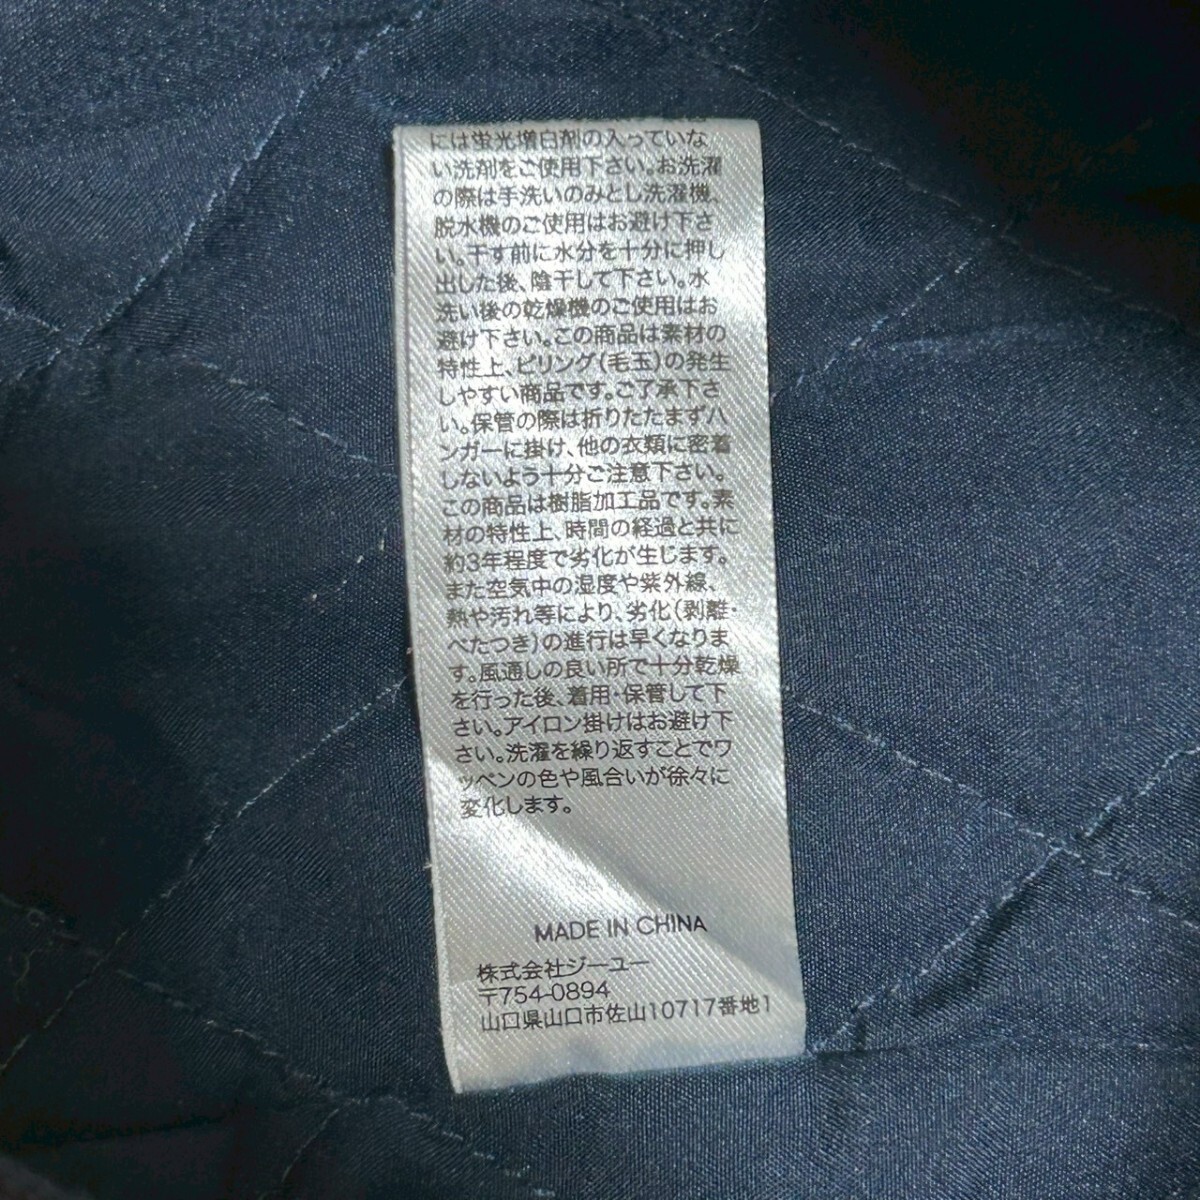 には蛍光増白剤の入っていな
い洗剤をご使用下さい。お洗濯
の際は手洗いのみとし洗濯機、
脱水機のご使用はお避け下さ
い。干す前に水分を十分に押し
出した後、陰干して下さい。水
洗い後の乾燥機のご使用はお
避け下さい。この商品は素材の
特性上、ピリング(毛玉)の発生
しやすい商品です。ご了承下さ
い。保管の際は折りたたまずハ
ンガーに掛け、他の衣類に密着
しないよう十分ご注意下さい。
この商品は樹脂加工品です。素
材の特性上、時間の経過と共に
約3年程度で劣化が生じます。
また空気中の湿度や紫外線、
熱や汚れ等により、劣化(剥離・
べたつき)の進行は早くなりま
す。風通しの良い所で十分乾燥
を行った後、着用・保管して下
さい。アイロン掛けはお避け下
さい。洗濯を繰り返すことでワ
ッペンの色や風合いが徐々に
変化します。
MADE IN CHINA
株式会社ジーユー
〒754-0894
山口県山口市佐山10717番地1